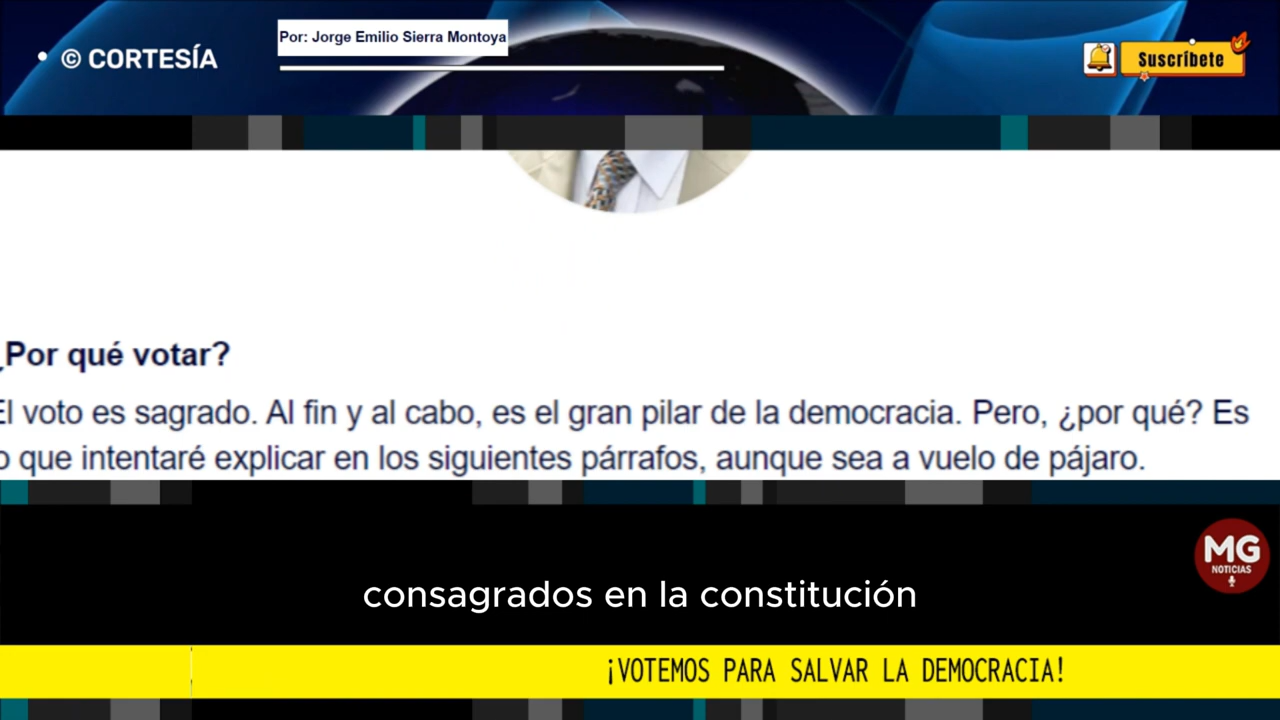 © CORTESÍA
Por: Jorge Emilio Sierra Montoya
Suscríbete
¿Por qué votar?
El voto es sagrado. Al fin y al cabo, es el gran pilar de la democracia. Pero, ¿por qué? Es
o que intentaré explicar en los siguientes párrafos, aunque sea a vuelo de pájaro.
MG
NOTICIAS
consagrados en la constitución
¡VOTEMOS PARA SALVAR LA DEMOCRACIA!